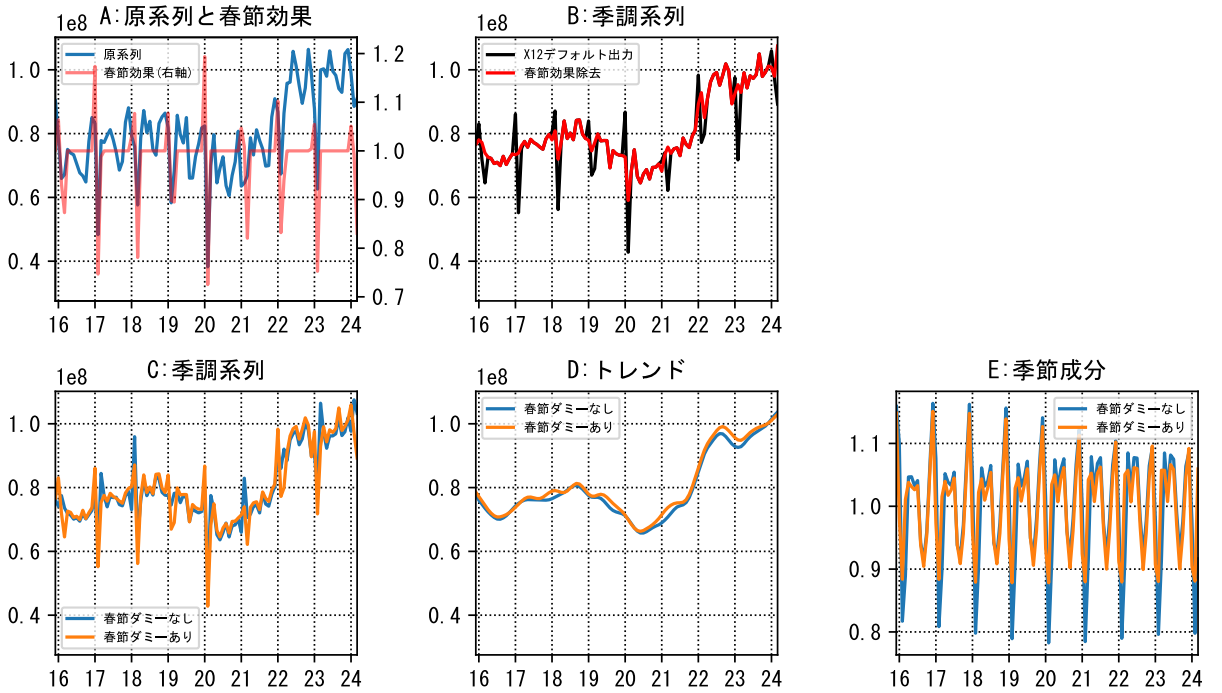 A:原系列と春節効果
1e8
原系列
春節効果(右軸)
1.0
0.8
0.6
0.4
1.2
1.1
1.0
0.9
0.8
0.7
16 17 18 19 20 21 22 23 24
B:季調系列
1e8
X12デフォルト出力
春節効果除去
1.0
0.8
0.6
0.4
16 17 18 19 20 21 22 23 24
C:季調系列
1e8
1.0
0.8
0.6
0.4
春節ダミーなし
春節ダミーあり
16 17 18 19 20 21 22 23 24
D:トレンド
1e8
春節ダミーなし
春節ダミーあり
1.0
0.8
0.6
0.4
16 17 18 19 20 21 22 23 24
E:季節成分
春節ダミーなし
春節ダミーあり
1.1
1.0
0.9
0.8
16 17 18 19 20 21 22 23 24